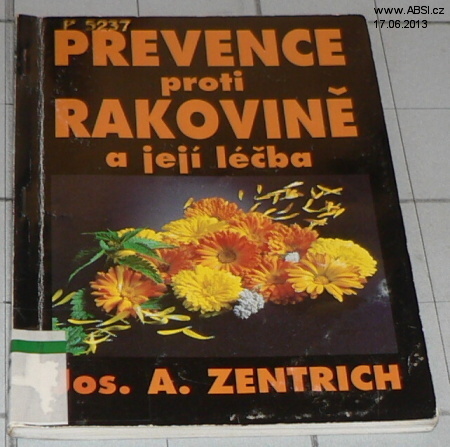 www.ABSI.cz
17.06.2013
P 5237
PREVENCE
proti
RAKOVINĚ
a její léčba
Jos. A. ZENTRICH